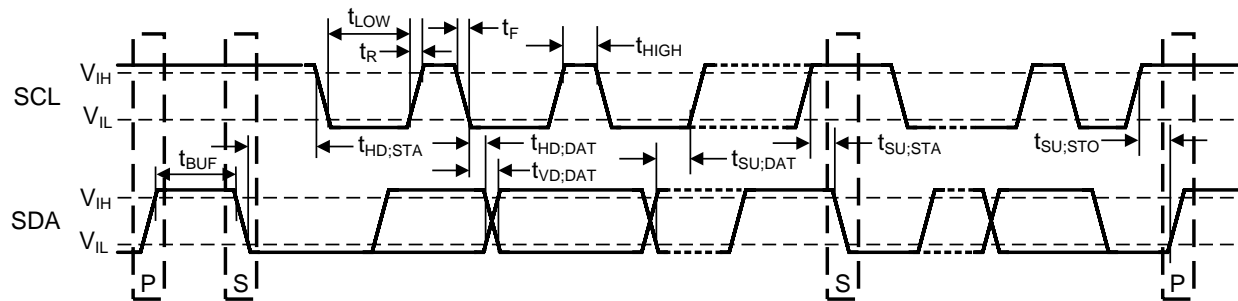 tLOW
tR
tF
tHIGH
VIH
SCL
VIL
tHD;STA
tHD;DAT
tSU;DAT
tSU;STA
tSU;STO
tBUF
tVD;DAT
VIH
SDA
VIL
P
S
S
P